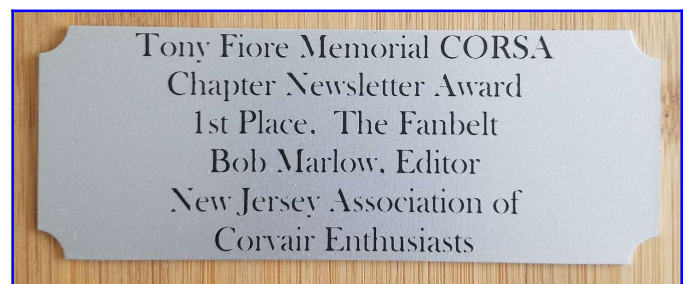 Tony Fiore Memorial CORSA
Chapter Newsletter Award
1st Place, The Fanbelt
Bob Marlow, Editor
New Jersey Association of
Corvair Enthusiasts